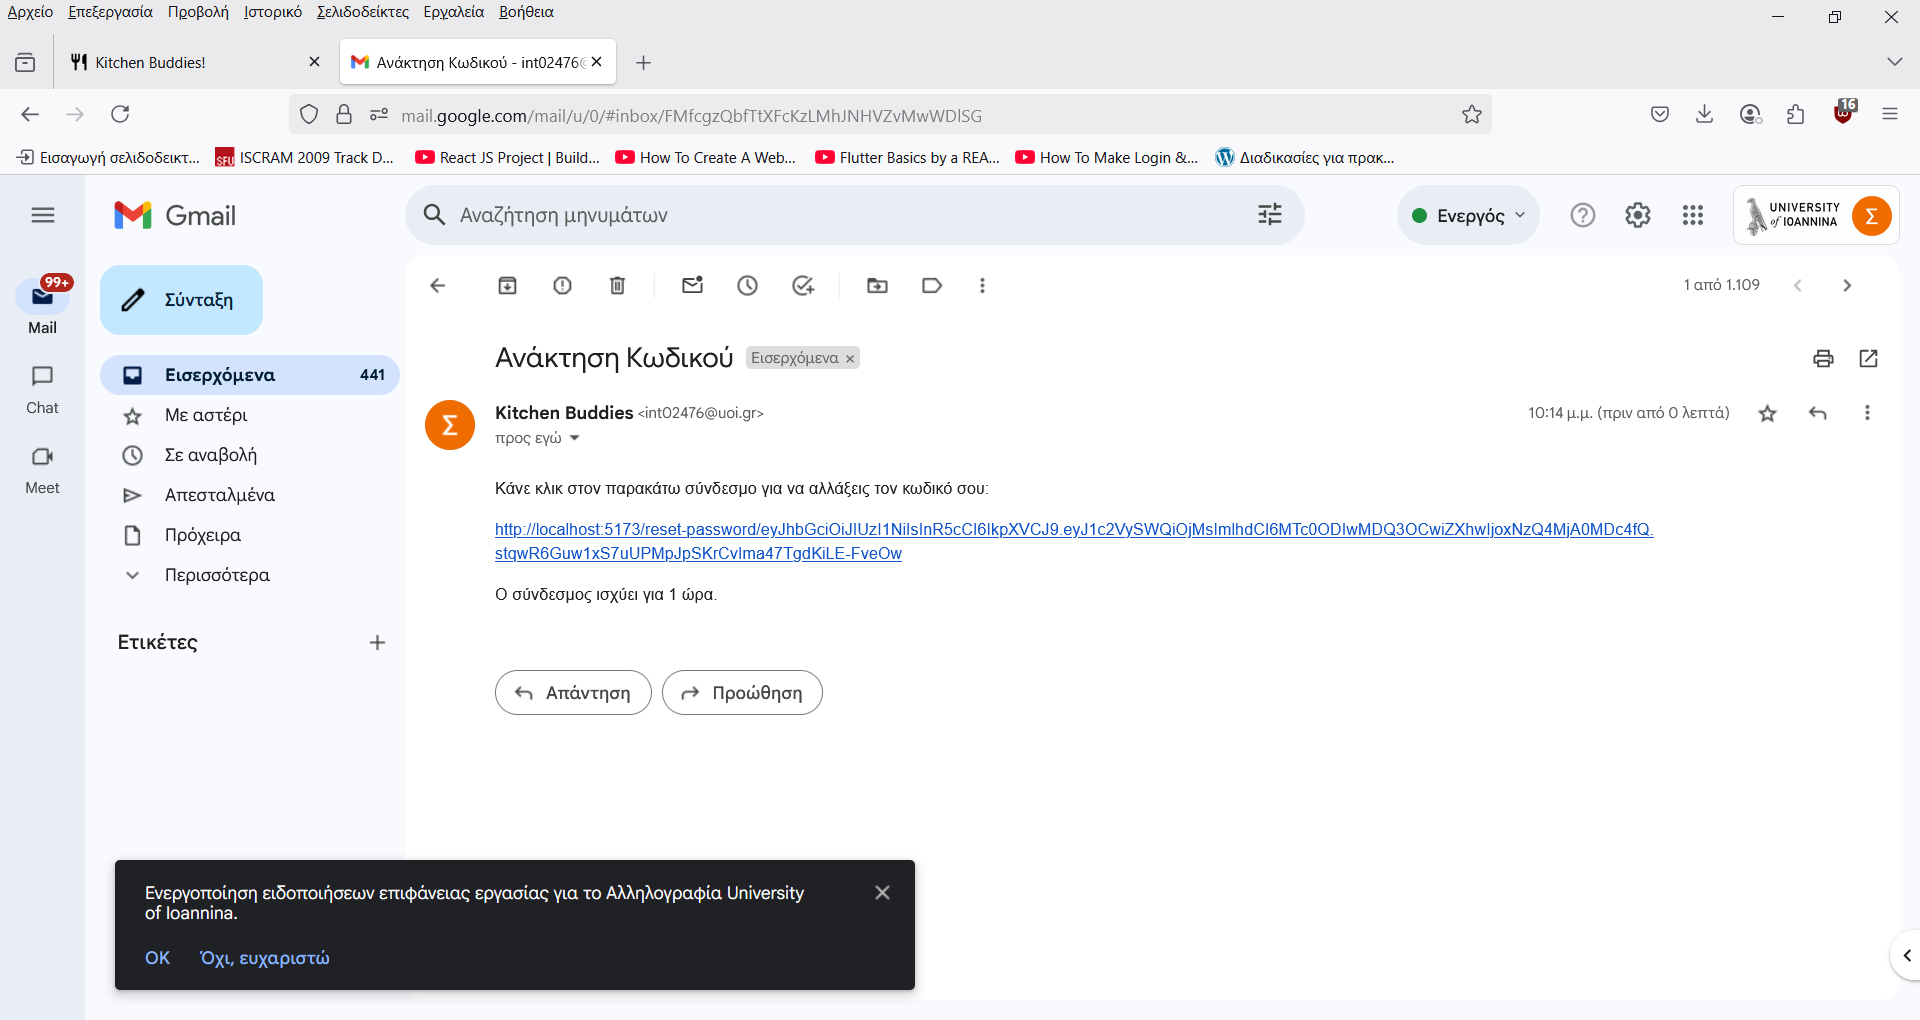 Αρχείο Επεξεργασία Προβολή Ιστορικό Σελιδοδείκτες Εργαλεία Βοήθεια
Kitchen Buddies!
Ανάκτηση Κωδικού - int02476@
mail.google.com/mail/u/0/#inbox/FMfcgzQbfTtXFcKzLMhJNHVZvMwWDlSG
16
Εισαγωγή σελιδοδεικτ...
SFU ISCRAM 2009 Track D...
React JS Project | Build...
How To Create A Web...
Flutter Basics by a REA...
How To Make Login &...
Διαδικασίες για πρακ...
Gmail
Αναζήτηση μηνυμάτων
Ενεργός
UNIVERSITY
of IOANNINA
Σ
99+
Mail
Chat
Meet
Σύνταξη
Εισερχόμενα 441
Με αστέρι
Σε αναβολή
Απεσταλμένα
Πρόχειρα
Περισσότερα
Ετικέτες
1 από 1.109
Ανάκτηση Κωδικού Εισερχόμενα ×
Σ
Kitchen Buddies <int02476@uoi.gr>
10:14 μ.μ. (πριν από 0 λεπτά)
προς εγώ
Κάνε κλικ στον παρακάτω σύνδεσμο για να αλλάξεις τον κωδικό σου:
http://localhost:5173/reset-password/eyJhbGciOiJIUzI1NiIsInR5cCI6IkpXVCJ9.eyJ1c2VySWQiOjMsImlhdCI6MTc0ODIwMDQ3OCwiZXhwIjoxNzQ4MjA0MDc4fQ.
stqwR6Guw1xS7uUPMpJpSKrCvIma47TgdKiLE-FveOw
Ο σύνδεσμος ισχύει για 1 ώρα.
Απάντηση
Προώθηση
Ενεργοποίηση ειδοποιήσεων επιφάνειας εργασίας για το Αλληλογραφία University
of Ioannina.
OK Όχι, ευχαριστώ